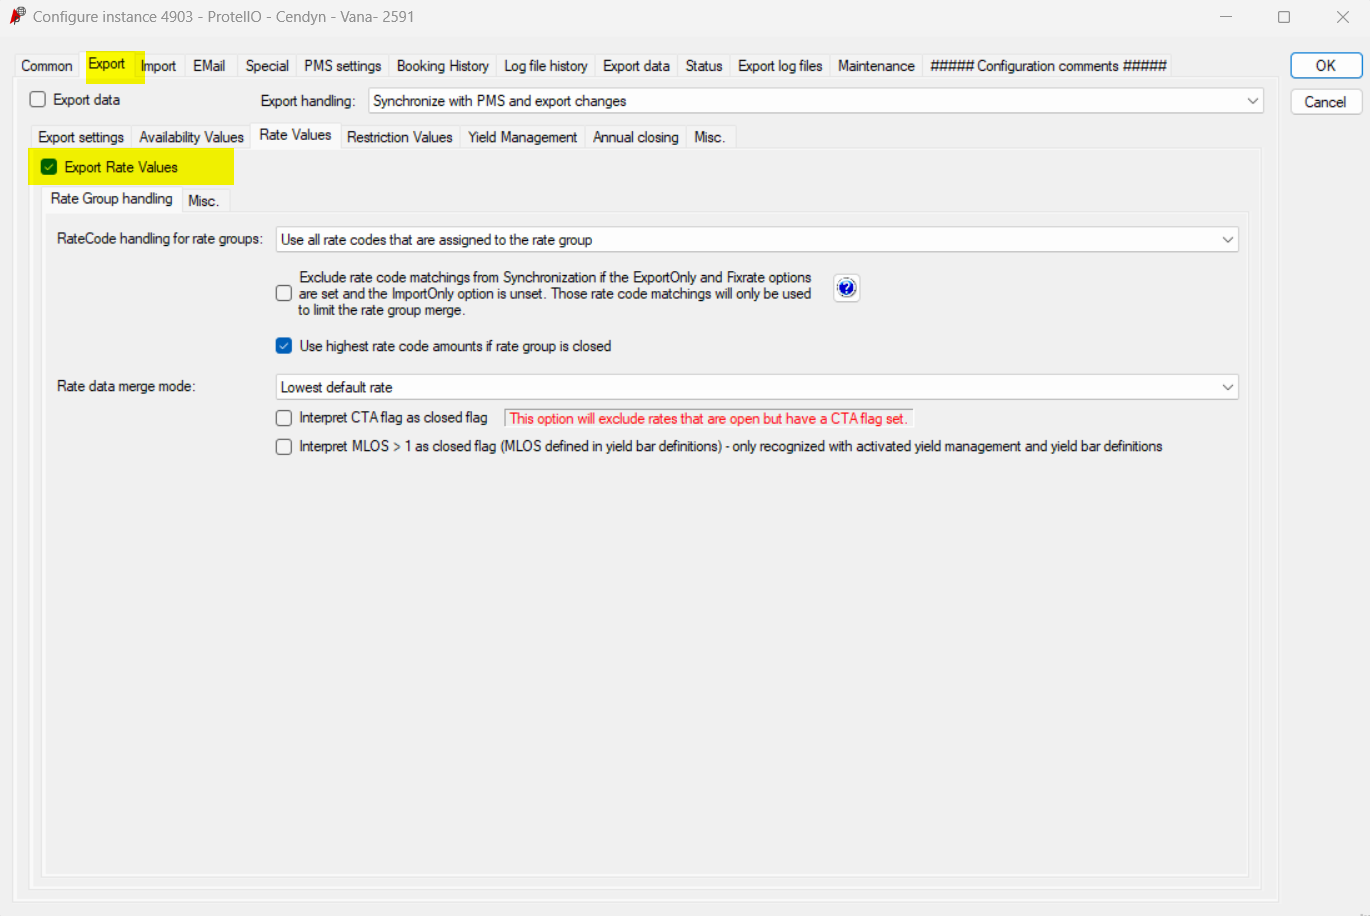 Configure instance 4903 - ProtelIO - Cendyn - Vana- 2591
Common Export Import EMail Special PMS settings Booking History Log file history Export data Status Export log files Maintenance ##### Configuration comments #####
OK
Cancel
Export data Export handling: Synchronize with PMS and export changes
Export settings Availability Values Rate Values Restriction Values Yield Management Annual closing Misc.
Export Rate Values
Rate Group handling Misc.
RateCode handling for rate groups: Use all rate codes that are assigned to the rate group
Exclude rate code matchings from Synchronization if the ExportOnly and Fixrate options
are set and the ImportOnly option is unset. Those rate code matchings will only be used
to limit the rate group merge.
?
Use highest rate code amounts if rate group is closed
Rate data merge mode: Lowest default rate
Interpret CTA flag as closed flag This option will exclude rates that are open but have a CTA flag set.
Interpret MLOS > 1 as closed flag (MLOS defined in yield bar definitions) - only recognized with activated yield management and yield bar definitions